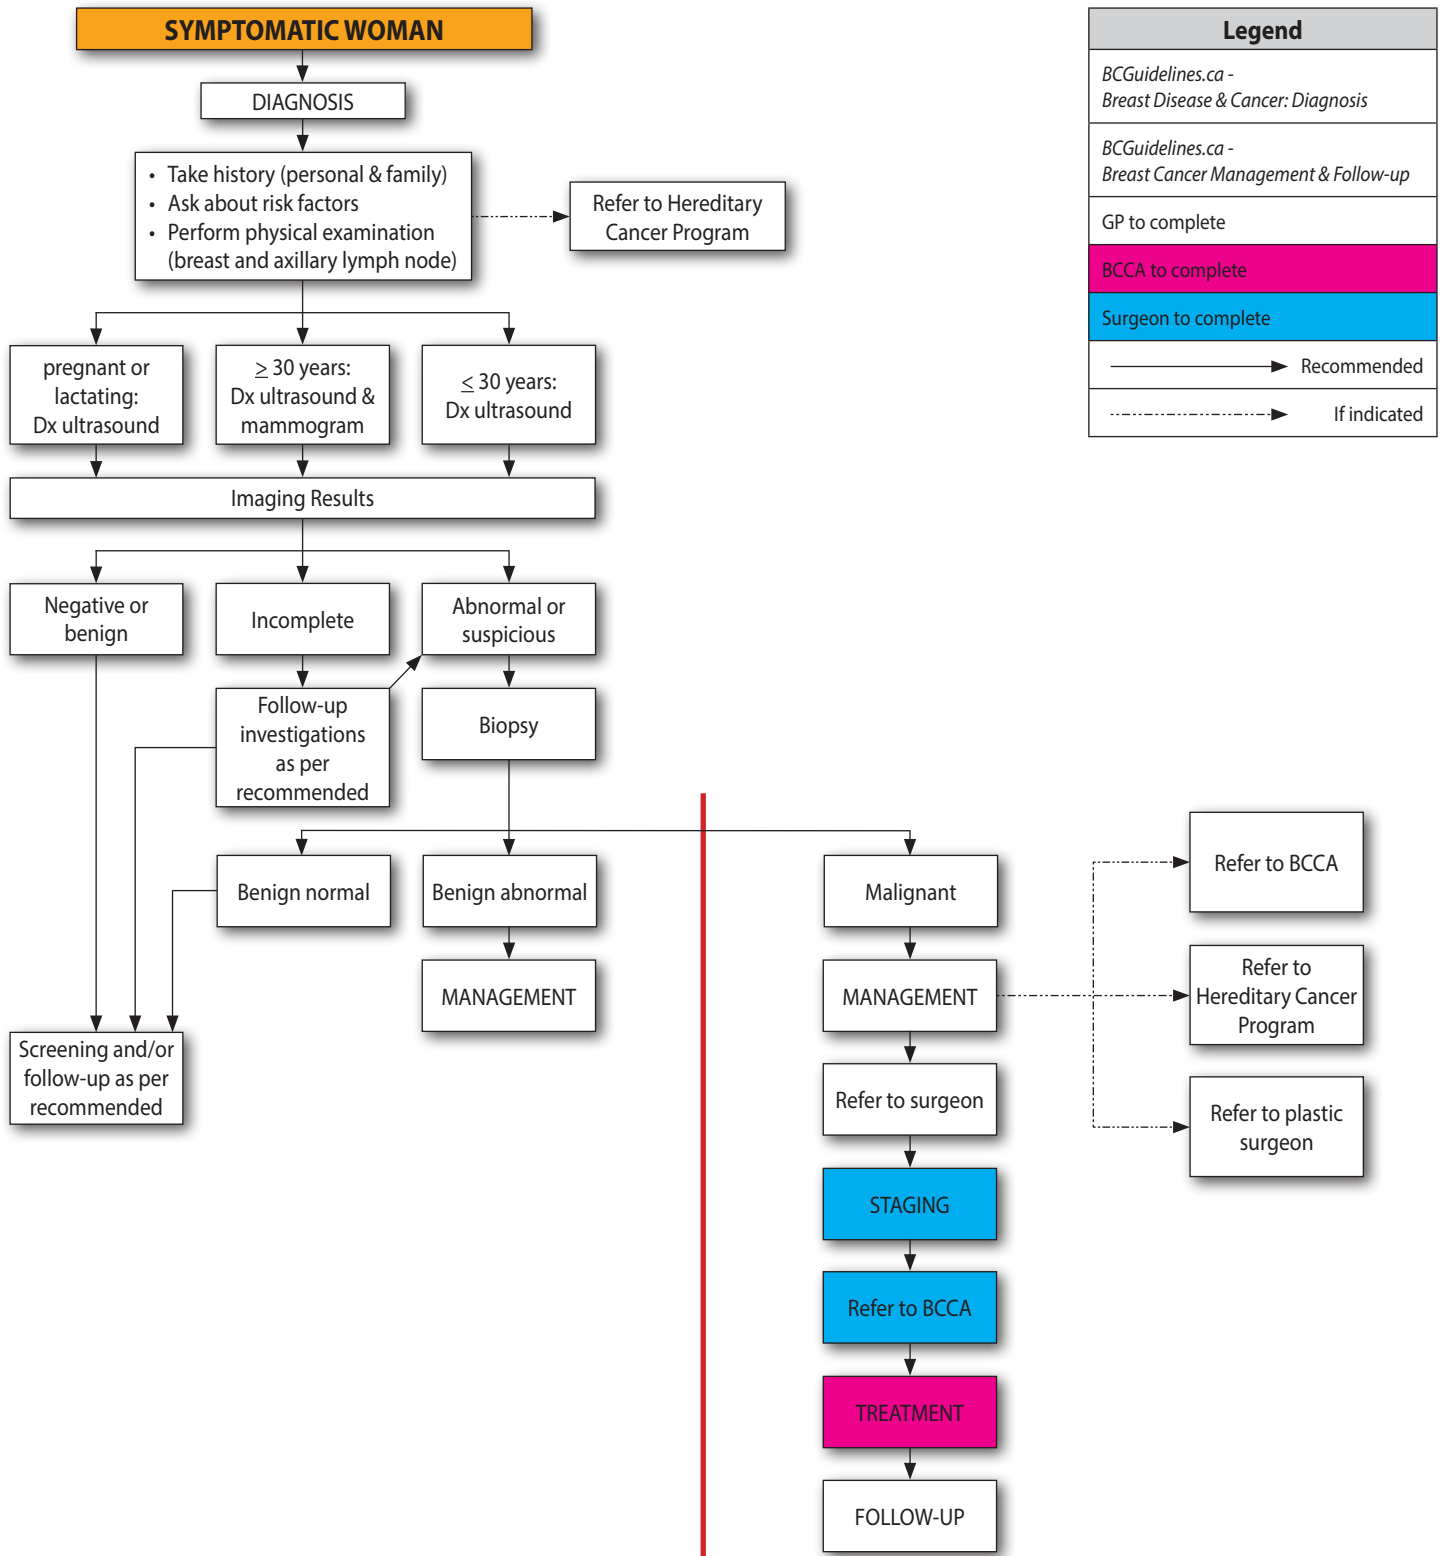 SYMPTOMATIC WOMAN
DIAGNOSIS
• Take history (personal & family)
• Ask about risk factors
• Perform physical examination
(breast and axillary lymph node)
Refer to Hereditary
Cancer Program
pregnant or
lactating:
Dx ultrasound
≥ 30 years:
Dx ultrasound &
mammogram
≤ 30 years:
Dx ultrasound
Imaging Results
Negative or
benign
Incomplete
Abnormal or
suspicious
Follow-up
investigations
as per
recommended
Biopsy
Benign normal
Benign abnormal
MANAGEMENT
Screening and/or
follow-up as per
recommended
Malignant
MANAGEMENT
Refer to surgeon
STAGING
Refer to BCCA
TREATMENT
FOLLOW-UP
Refer to BCCA
Refer to
Hereditary Cancer
Program
Refer to plastic
surgeon
Legend
BCGuidelines.ca -
Breast Disease & Cancer: Diagnosis
BCGuidelines.ca -
Breast Cancer Management & Follow-up
GP to complete
BCCA to complete
Surgeon to complete
Recommended
If indicated